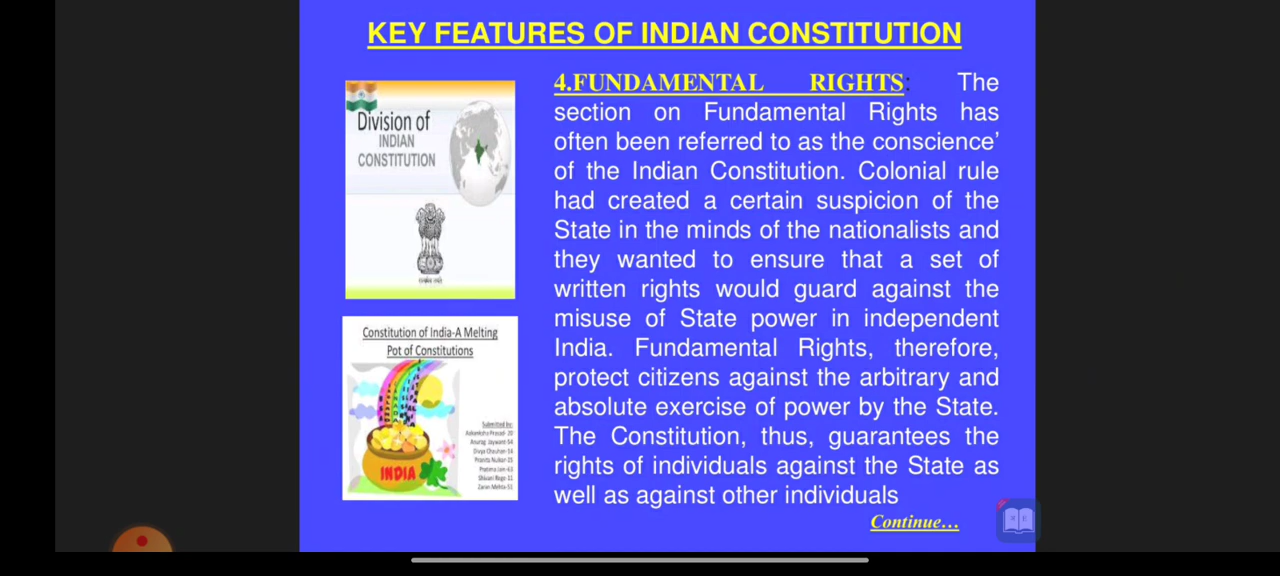 KEY FEATURES OF INDIAN CONSTITUTION
4.FUNDAMENTAL RIGHTS: The
section on Fundamental Rights has
often been referred to as the conscience’
of the Indian Constitution. Colonial rule
had created a certain suspicion of the
State in the minds of the nationalists and
they wanted to ensure that a set of
written rights would guard against the
misuse of State power in independent
India. Fundamental Rights, therefore,
protect citizens against the arbitrary and
absolute exercise of power by the State.
The Constitution, thus, guarantees the
rights of individuals against the State as
well as against other individuals
Continue...
Division of
INDIAN
CONSTITUTION
Constitution of India-A Melting
Pot of Constitutions
INDIA
Submitted by: